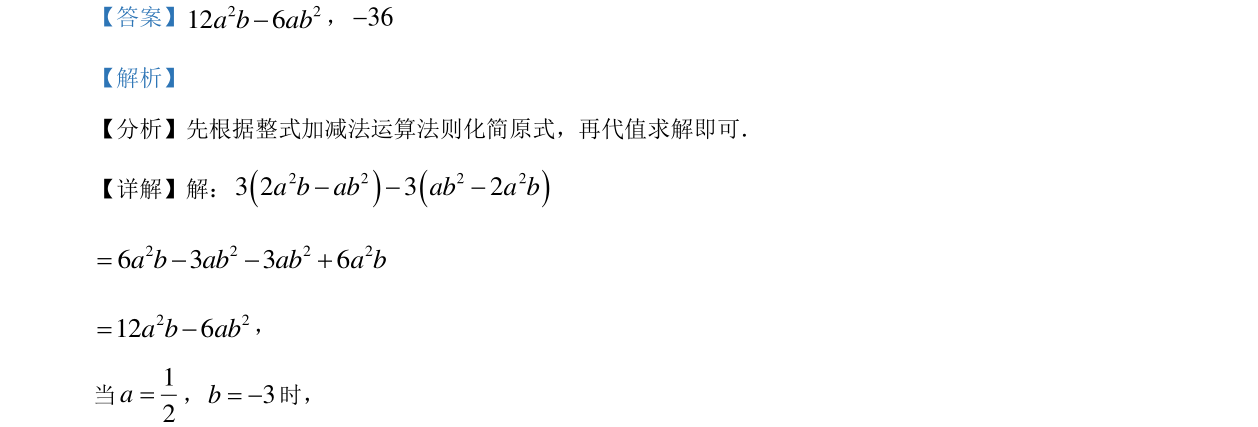 【答案】12a²b−6ab²，−36
【解析】
【分析】先根据整式加减法运算法则化简原式，再代值求解即可．
【详解】解：3(2a²b−ab²)−3(ab²−2a²b)
=6a²b−3ab²−3ab²+6a²b
=12a²b−6ab²，
当a=1/2，b=−3时，